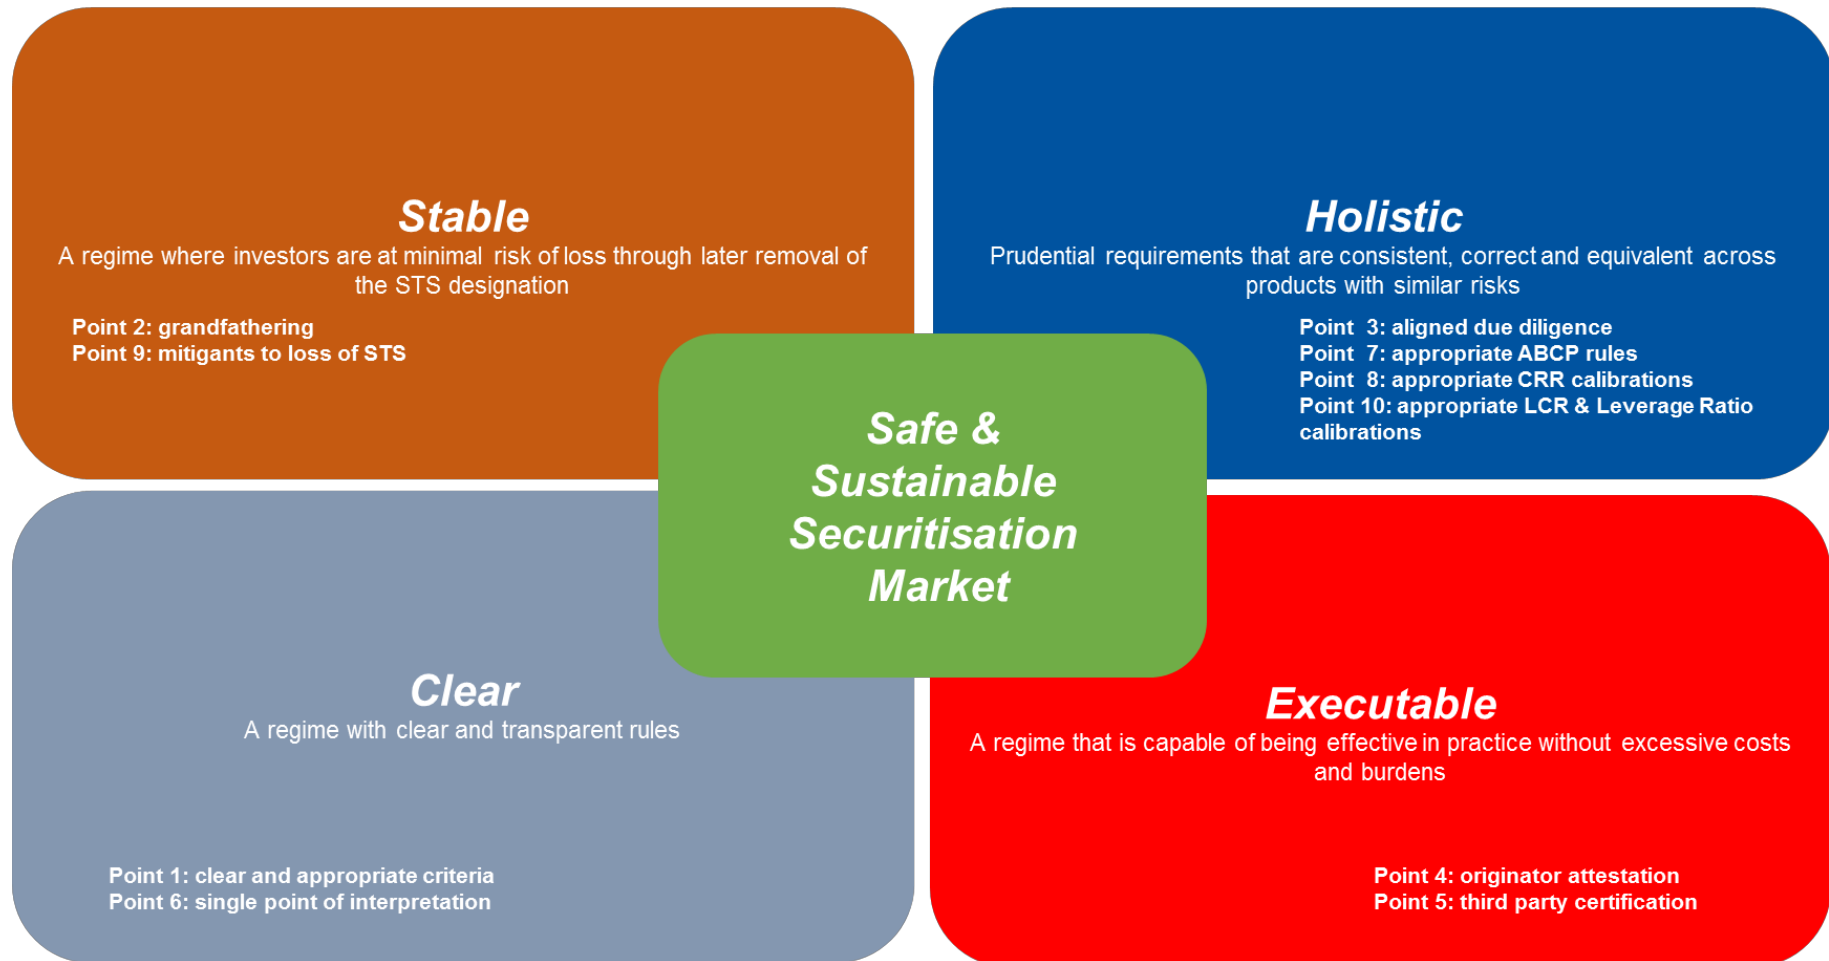 Stable
A regime where investors are at minimal risk of loss through later removal of
the STS designation
Point 2: grandfathering
Point 9: mitigants to loss of STS
Holistic
Prudential requirements that are consistent, correct and equivalent across
products with similar risks
Point 3: aligned due diligence
Point 7: appropriate ABCP rules
Point 8: appropriate CRR calibrations
Point 10: appropriate LCR & Leverage Ratio
calibrations
Safe &
Sustainable
Securitisation
Market
Clear
A regime with clear and transparent rules
Point 1: clear and appropriate criteria
Point 6: single point of interpretation
Executable
A regime that is capable of being effective in practice without excessive costs
and burdens
Point 4: originator attestation
Point 5: third party certification